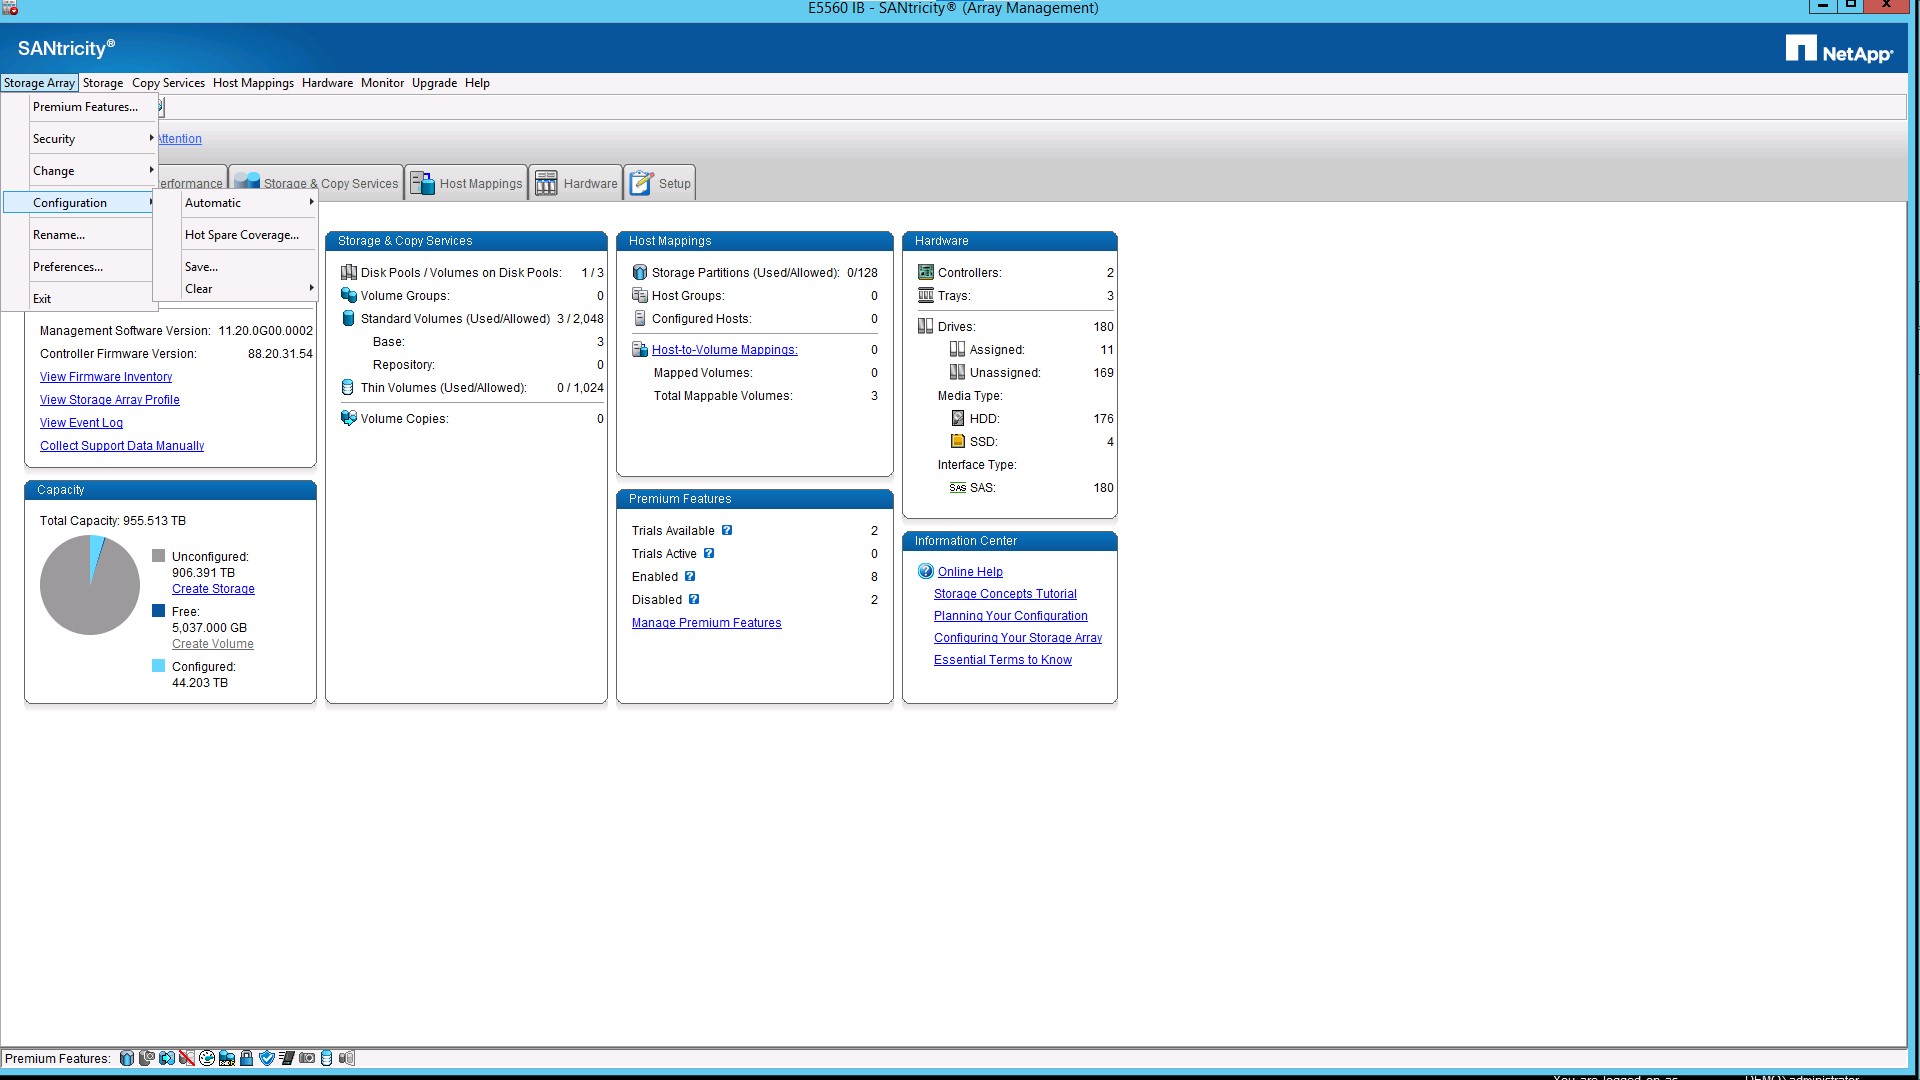 E5560 IB - SANtricity® (Array Management)
SANtricity®
NetApp®
Storage Array Storage Copy Services Host Mappings Hardware Monitor Upgrade Help
Premium Features...
Security
Attention
Change
erformance
Storage & Copy Services
Host Mappings
Hardware
Setup
Configuration
Automatic
Rename...
Hot Spare Coverage...
Preferences...
Save...
Clear
Exit
Management Software Version: 11.20.0G00.0002
Controller Firmware Version: 88.20.31.54
View Firmware Inventory
View Storage Array Profile
View Event Log
Collect Support Data Manually
Capacity
Total Capacity: 955.513 TB
Unconfigured:
906.391 TB
Create Storage
Free:
5,037.000 GB
Create Volume
Configured:
44.203 TB
Storage & Copy Services
Disk Pools / Volumes on Disk Pools: 1 / 3
Volume Groups: 0
Standard Volumes (Used/Allowed) 3 / 2,048
Base: 3
Repository: 0
Thin Volumes (Used/Allowed): 0 / 1,024
Volume Copies: 0
Host Mappings
Storage Partitions (Used/Allowed): 0/128
Host Groups: 0
Configured Hosts: 0
Host-to-Volume Mappings: 0
Mapped Volumes: 0
Total Mappable Volumes: 3
Premium Features
Trials Available ? 2
Trials Active ? 0
Enabled ? 8
Disabled ? 2
Manage Premium Features
Hardware
Controllers: 2
Trays: 3
Drives: 180
Assigned: 11
Unassigned: 169
Media Type:
HDD: 176
SSD: 4
Interface Type:
SAS SAS: 180
Information Center
? Online Help
Storage Concepts Tutorial
Planning Your Configuration
Configuring Your Storage Array
Essential Terms to Know
Premium Features:
You are logged on as DEMO\administrator